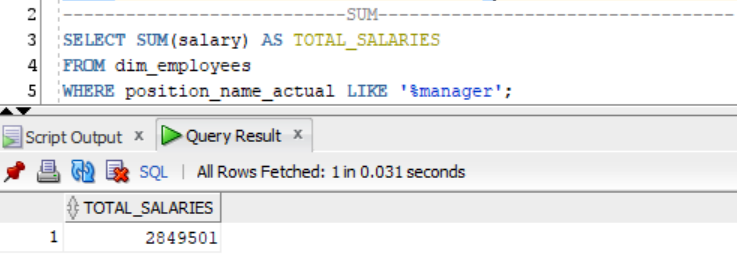 2 ----------------------------SUM------------------------------------
3 SELECT SUM(salary) AS TOTAL_SALARIES
4 FROM dim_employees
5 WHERE position_name_actual LIKE '%manager';
Script Output x Query Result x
SQL | All Rows Fetched: 1 in 0.031 seconds
TOTAL_SALARIES
1 2849501